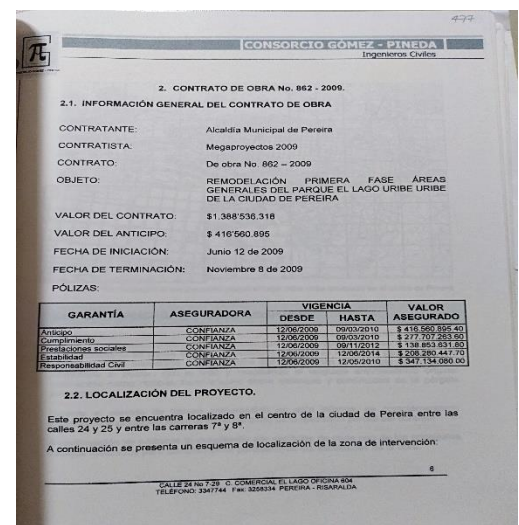 477
π
CONSORCIO GÓMEZ - PINEDA
Ingenieros Civiles
2. CONTRATO DE OBRA No. 862 - 2009.
2.1. INFORMACIÓN GENERAL DEL CONTRATO DE OBRA
CONTRATANTE: Alcaldía Municipal de Pereira
CONTRATISTA: Megaproyectos 2009
CONTRATO: De obra No. 862 – 2009
OBJETO: REMODELACIÓN PRIMERA FASE ÁREAS
GENERALES DEL PARQUE EL LAGO URIBE URIBE
DE LA CIUDAD DE PEREIRA
VALOR DEL CONTRATO: $1.388'536.318
VALOR DEL ANTICIPO: $ 416'560.895
FECHA DE INICIACIÓN: Junio 12 de 2009
FECHA DE TERMINACIÓN: Noviembre 8 de 2009
PÓLIZAS:
GARANTÍA ASEGURADORA VIGENCIA VALOR ASEGURADO
DESDE HASTA
Anticipo CONFIANZA 12/06/2009 09/03/2010 $ 416.560.895.40
Cumplimiento CONFIANZA 12/06/2009 09/03/2010 $ 277.707.263.60
Prestaciones sociales CONFIANZA 12/06/2009 09/11/2012 $ 138.853.631.80
Estabilidad CONFIANZA 12/06/2009 12/06/2014 $ 208.280.447.70
Responsabilidad Civil CONFIANZA 12/06/2009 12/05/2010 $ 347.134.080.00
2.2. LOCALIZACIÓN DEL PROYECTO.
Este proyecto se encuentra localizado en el centro de la ciudad de Pereira entre las
calles 24 y 25 y entre las carreras 7ª y 8ª.
A continuación se presenta un esquema de localización de la zona de intervención:
6
CALLE 24 No 7-29 C. COMERCIAL EL LAGO OFICINA 604
TELÉFONO: 3347744 Fax: 3258334 PEREIRA - RISARALDA